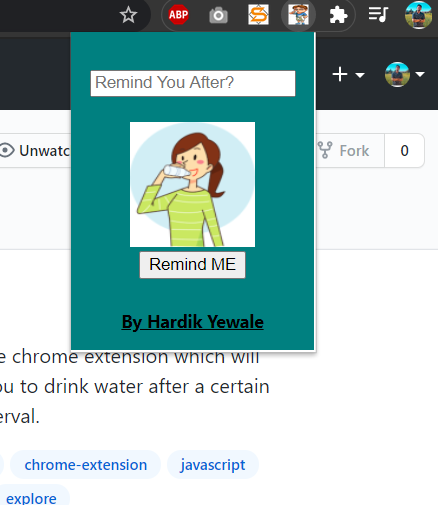 ABP
Remind You After?
Unwatc
Fork
0
Remind ME
By Hardik Yewale
e chrome extension which will
ou to drink water after a certain
erval.
chrome-extension
javascript
explore